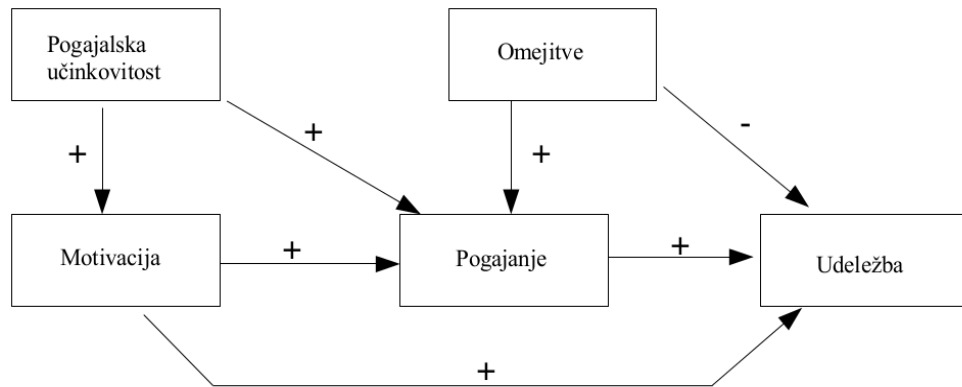 Pogajalska
učinkovitost
Omejitve
+
+
+
-
Motivacija
+
Pogajanje
+
Udeležba
+